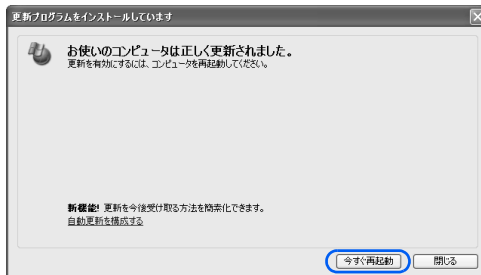 更新プログラムをインストールしています
お使いのコンピュータは正しく更新されました。
更新を有効にするには、コンピュータを再起動してください。
新機能! 更新を今後受け取る方法を簡素化できます。
自動更新を構成する
今すぐ再起動
閉じる